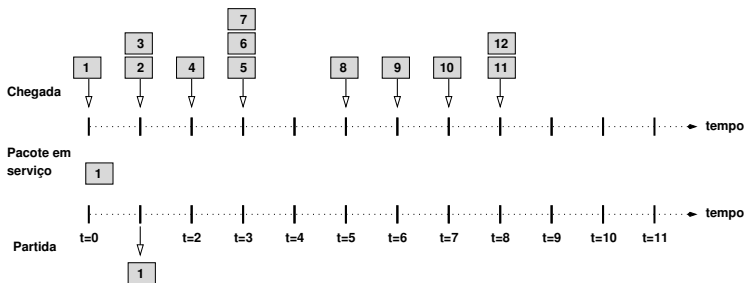 7
3 6 12
1 2 4 5 8 9 10 11
Chegada
tempo
Pacote em
serviço
1
tempo
t=0 t=2 t=3 t=4 t=5 t=6 t=7 t=8 t=9 t=10 t=11
Partida
1